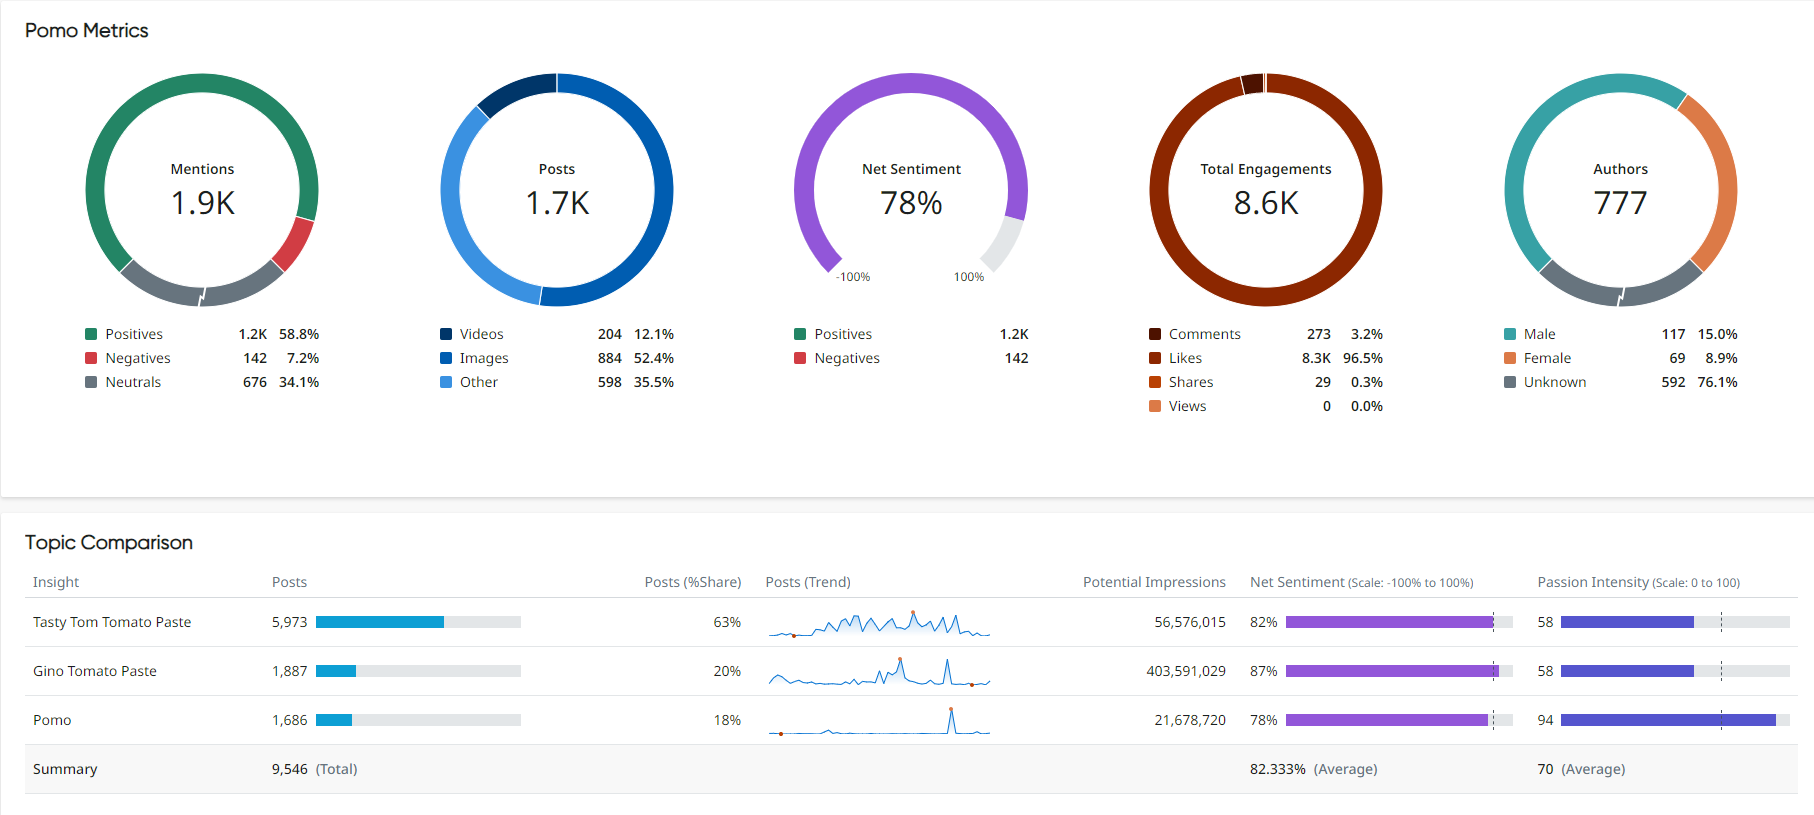 Pomo Metrics
Mentions
1.9K
Positives 1.2K 58.8%
Negatives 142 7.2%
Neutrals 676 34.1%
Posts
1.7K
Videos 204 12.1%
Images 884 52.4%
Other 598 35.5%
Net Sentiment
78%
-100% 100%
Positives 1.2K
Negatives 142
Total Engagements
8.6K
Comments 273 3.2%
Likes 8.3K 96.5%
Shares 29 0.3%
Views 0 0.0%
Authors
777
Male 117 15.0%
Female 69 8.9%
Unknown 592 76.1%
Topic Comparison
Insight Posts Posts (%Share) Posts (Trend) Potential Impressions Net Sentiment (Scale: -100% to 100%) Passion Intensity (Scale: 0 to 100)
Tasty Tom Tomato Paste 5,973 63% 56,576,015 82% 58
Gino Tomato Paste 1,887 20% 403,591,029 87% 58
Pomo 1,686 18% 21,678,720 78% 94
Summary 9,546 (Total) 82.333% (Average) 70 (Average)